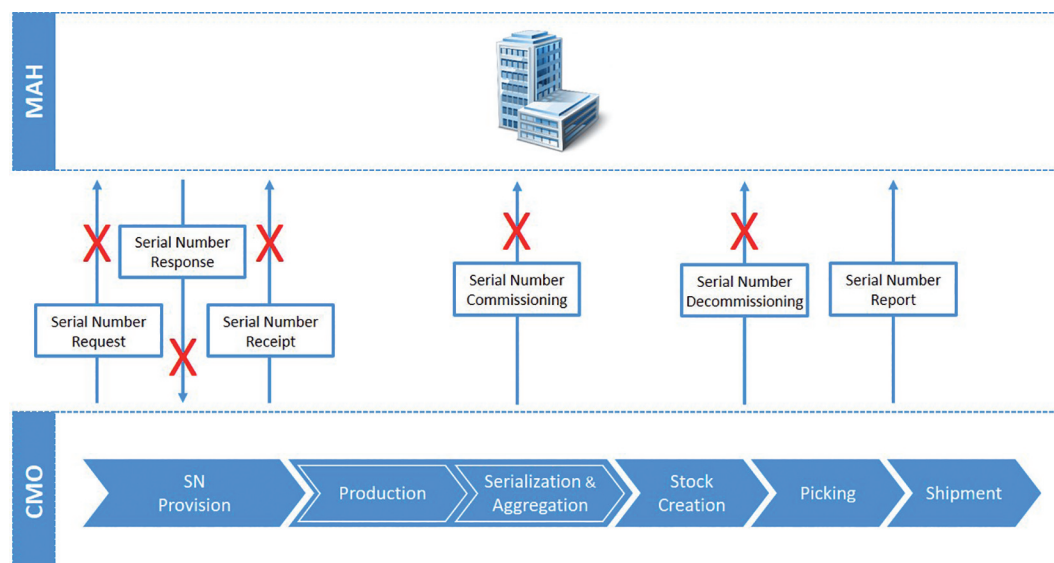 MAH
Serial Number
Response
Serial Number
Request
Serial Number
Receipt
Serial Number
Commissioning
Serial Number
Decommissioning
Serial Number
Report
CMO
SN
Provision
Production
Serialization &
Aggregation
Stock
Creation
Picking
Shipment